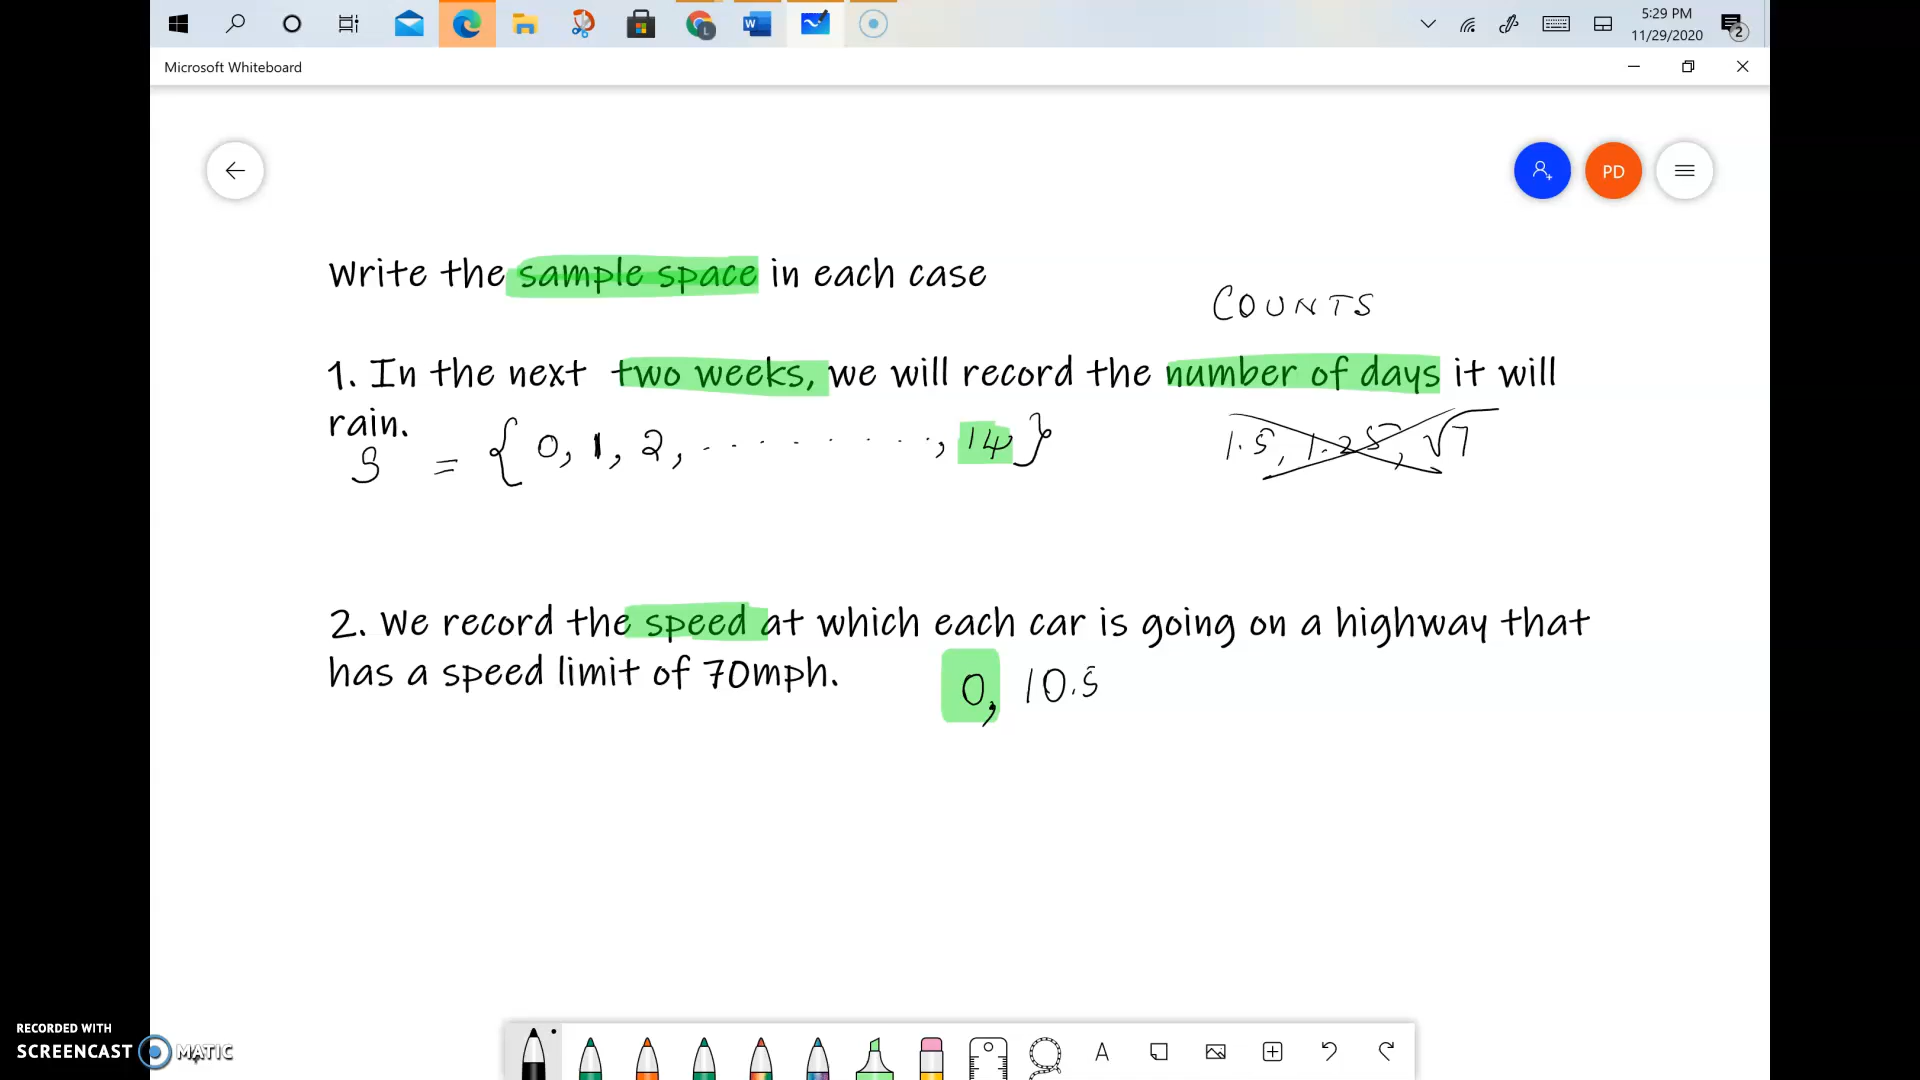 5:29 PM
11/29/2020
2
Microsoft Whiteboard
PD
Write the sample space in each case
COUNTS
1. In the next two weeks, we will record the number of days it will
rain.
S = { 0, 1, 2, ..........., 14 }
1.5, 1.25, √7
2. We record the speed at which each car is going on a highway that
has a speed limit of 70mph.
0, 10.5
RECORDED WITH
SCREENCAST MATIC